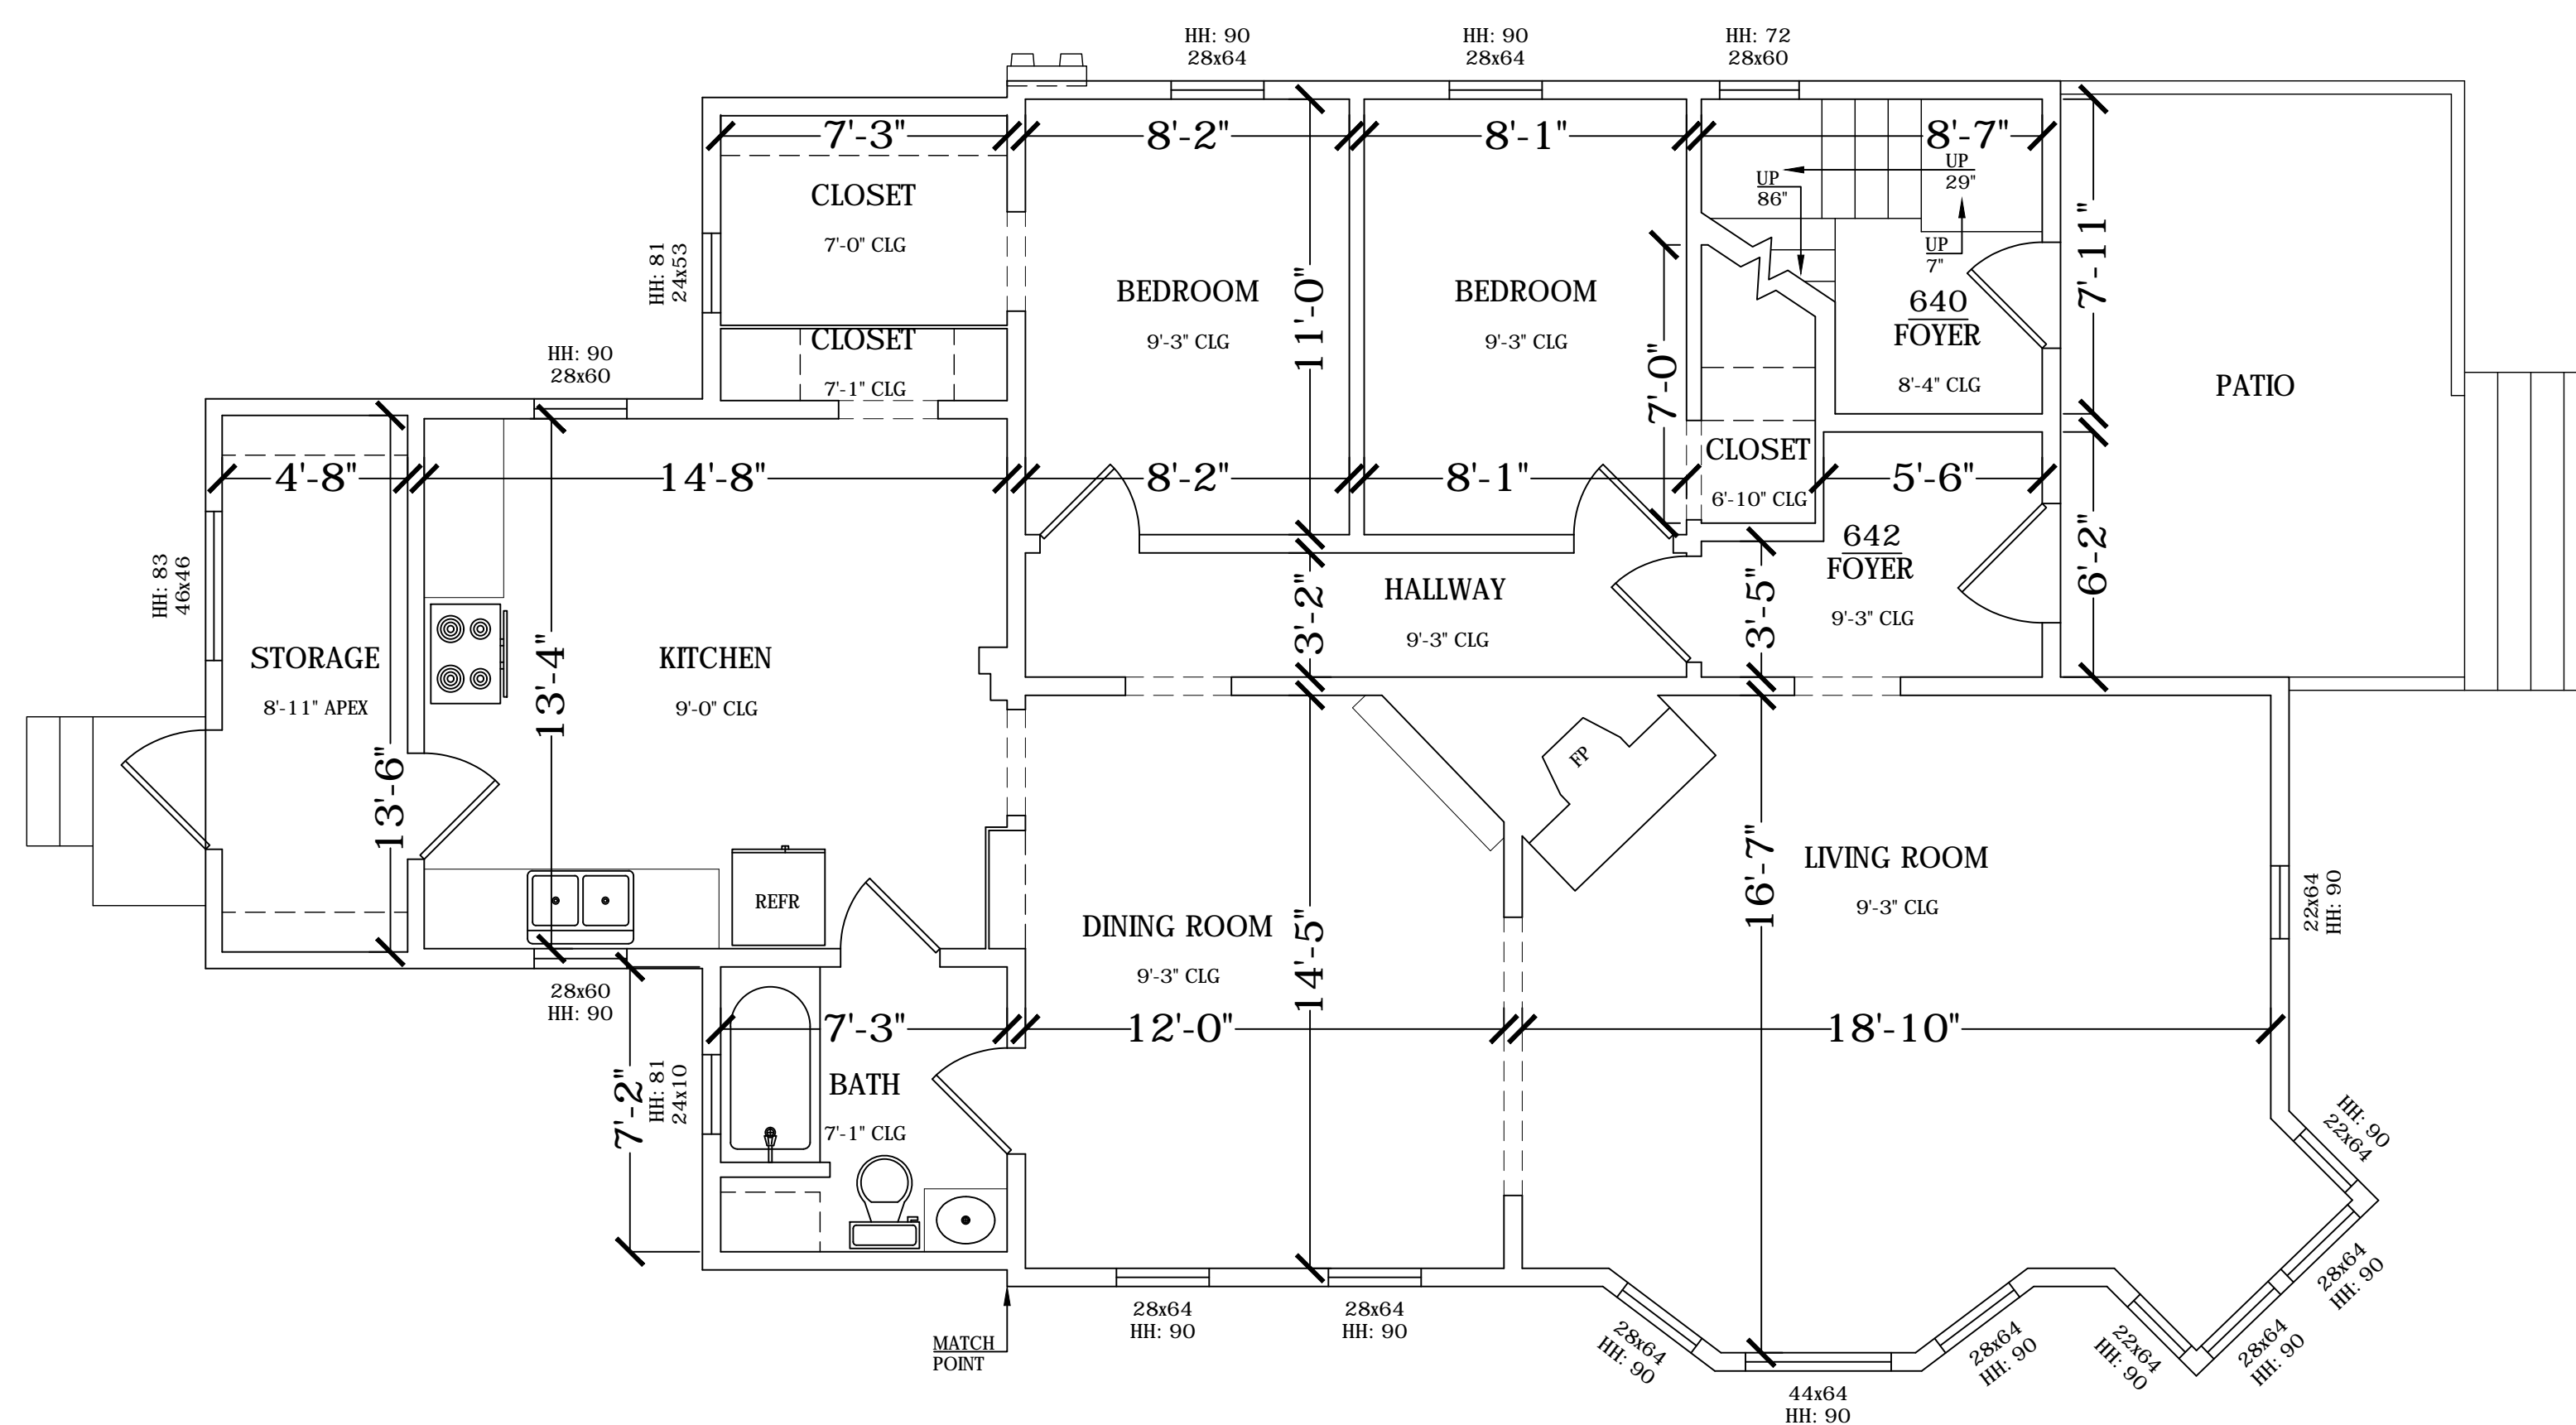 HH: 90
28x64
HH: 90
28x64
HH: 72
28x60
7'-3"
8'-2"
8'-1"
8'-7"
UP
29"
UP
86"
UP
7"
CLOSET
7'-0" CLG
HH: 81
24x53
BEDROOM
9'-3" CLG
11'-0"
BEDROOM
9'-3" CLG
7'-0"
640
FOYER
8'-4" CLG
7'-11"
PATIO
CLOSET
7'-1" CLG
HH: 90
28x60
4'-8"
14'-8"
8'-2"
8'-1"
CLOSET
6'-10" CLG
5'-6"
642
FOYER
9'-3" CLG
6'-2"
HH: 83
46x46
STORAGE
8'-11" APEX
13'-6"
13'-4"
KITCHEN
9'-0" CLG
3'-2"
HALLWAY
9'-3" CLG
3'-5"
FP
REFR
DINING ROOM
9'-3" CLG
14'-5"
16'-7"
LIVING ROOM
9'-3" CLG
22x64
HH: 90
28x60
HH: 90
7'-3"
12'-0"
18'-10"
7'-2"
HH: 81
24x10
BATH
7'-1" CLG
HH: 90
22x64
28x64
HH: 90
MATCH
POINT
28x64
HH: 90
28x64
HH: 90
28x64
HH: 90
44x64
HH: 90
28x64
HH: 90
22x64
HH: 90
28x64
HH: 90